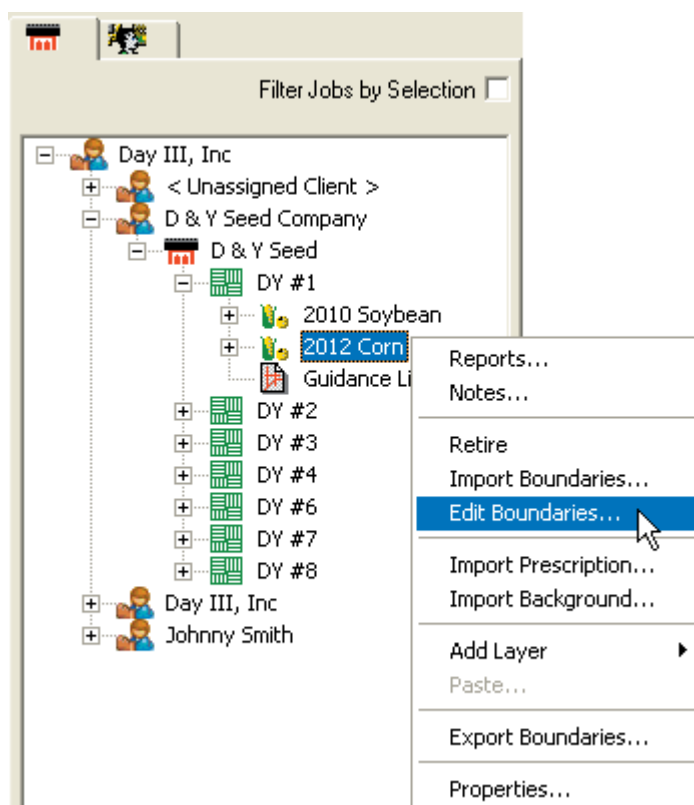 Filter Jobs by Selection
Day III, Inc
< Unassigned Client >
D & Y Seed Company
D & Y Seed
DY #1
2010 Soybean
2012 Corn
Guidance Li
DY #2
DY #3
DY #4
DY #6
DY #7
DY #8
Day III, Inc
Johnny Smith
Reports...
Notes...
Retire
Import Boundaries...
Edit Boundaries...
Import Prescription...
Import Background...
Add Layer
Paste...
Export Boundaries...
Properties...